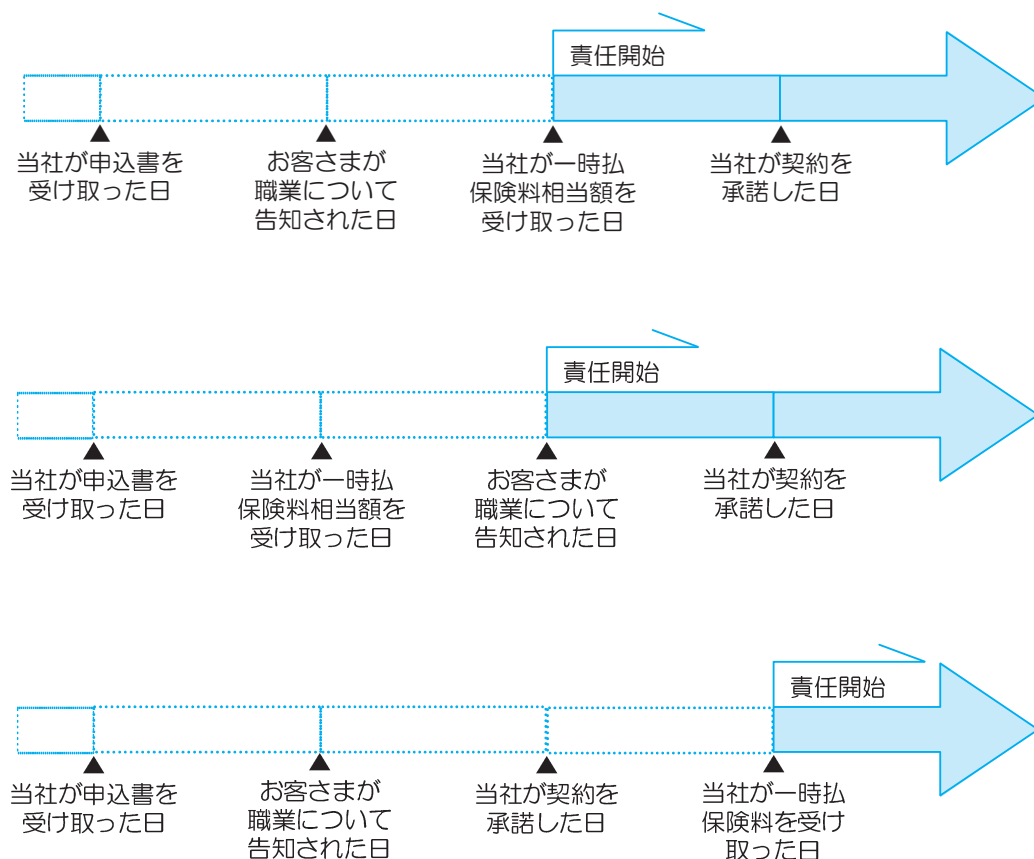 責任開始
当社が申込書を
受け取った日
お客さまが
職業について
告知された日
当社が一時払
保険料相当額を
受け取った日
当社が契約を
承諾した日
責任開始
当社が申込書を
受け取った日
当社が一時払
保険料相当額を
受け取った日
お客さまが
職業について
告知された日
当社が契約を
承諾した日
責任開始
当社が申込書を
受け取った日
お客さまが
職業について
告知された日
当社が契約を
承諾した日
当社が一時払
保険料を受け
取った日